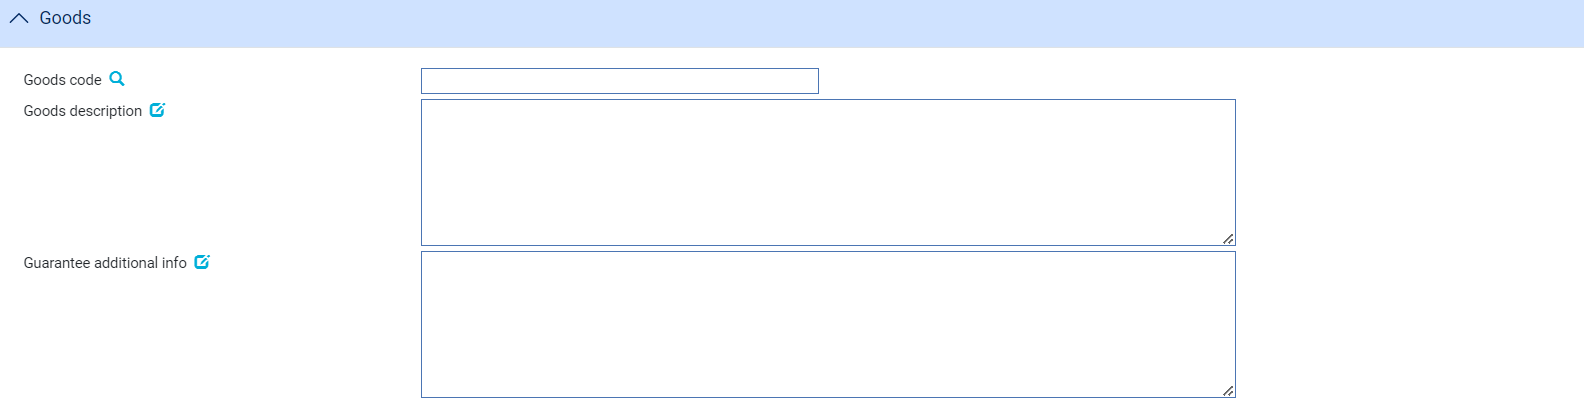 Goods
Goods code
Goods description
Guarantee additional info